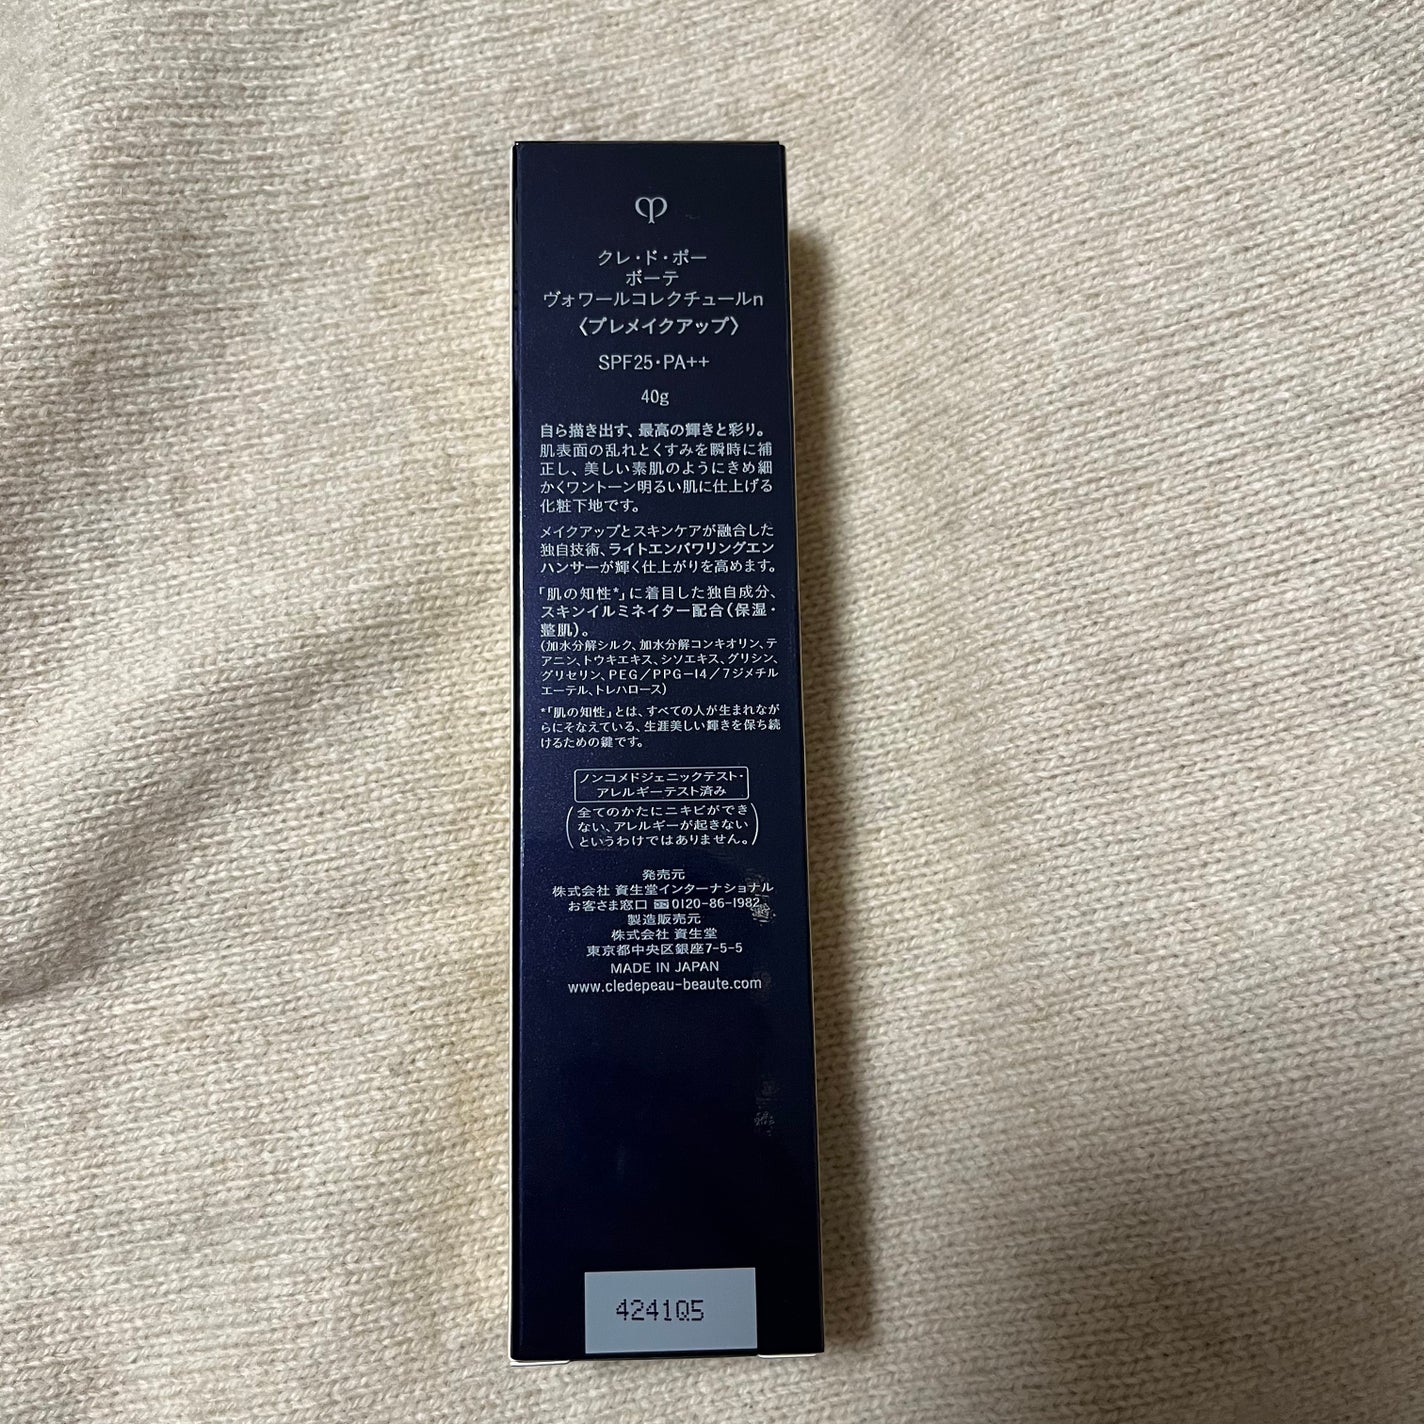 クレ・ド・ポー
ボーテ
ヴォワールコレクチュールn
〈プレメイクアップ〉
SPF25・PA++
40g
自ら描き出す、最高の輝きと彩り。
肌表面の乱れとくすみを瞬時に補
正し、美しい素肌のようにきめ細
かくワントーン明るい肌に仕上げる
化粧下地です。
メイクアップとスキンケアが融合した
独自技術、ライトエンパワリングエン
ハンサーが輝く仕上がりを高めます。
「肌の知性*」に着目した独自成分、
スキンイルミネイター配合(保湿・
整肌)。
(加水分解シルク、加水分解コンキオリン、テ
アニン、トウキエキス、シソエキス、グリシン、
グリセリン、PEG/PPG-14/7ジメチル
エーテル、トレハロース)
*「肌の知性」とは、すべての人が生まれなが
らにそなえている、生涯美しい輝きを保ち続
けるための鍵です。
ノンコメドジェニックテスト・
アレルギーテスト済み
(全てのかたにニキビができ
ない、アレルギーが起きない
というわけではありません。)
発売元
株式会社 資生堂インターナショナル
お客さま窓口 0120-86-1982
製造販売元
株式会社 資生堂
東京都中央区銀座7-5-5
MADE IN JAPAN
www.cledepeau-beaute.com
4241Q5